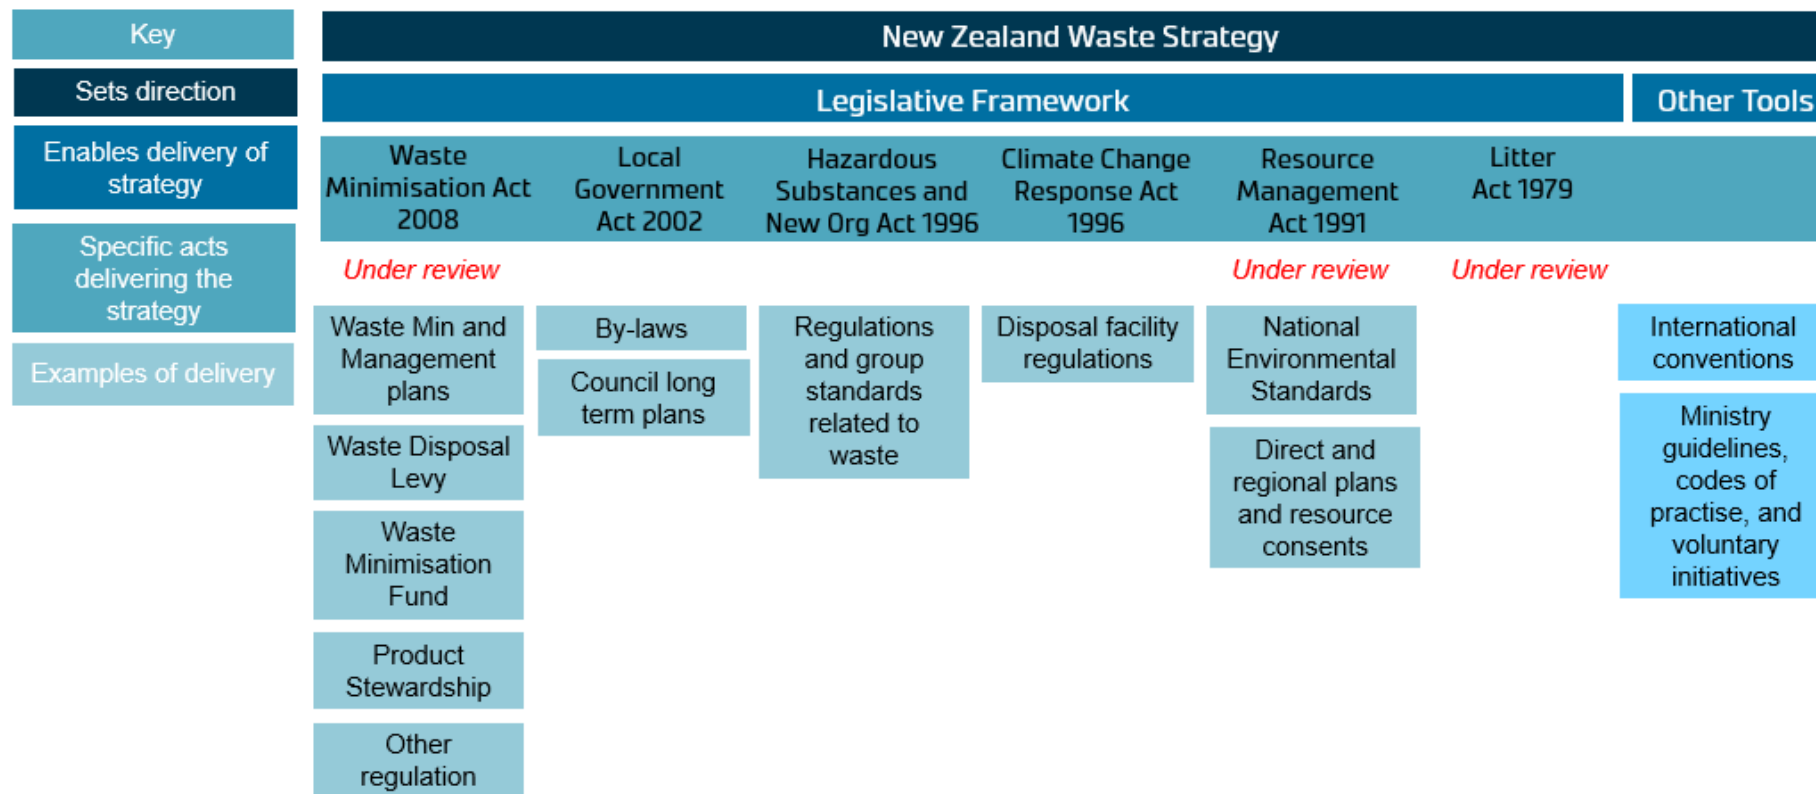 Key
Sets direction
Enables delivery of
strategy
Specific acts
delivering the
strategy
Examples of delivery
New Zealand Waste Strategy
Legislative Framework
Other Tools
Waste
Minimisation Act
2008
Under review
Waste Min and
Management
plans
Waste Disposal
Levy
Waste
Minimisation
Fund
Product
Stewardship
Other
regulation
Local
Government
Act 2002
By-laws
Council long
term plans
Hazardous
Substances and
New Org Act 1996
Regulations
and group
standards
related to
waste
Climate Change
Response Act
1996
Disposal facility
regulations
Resource
Management
Act 1991
Under review
National
Environmental
Standards
Direct and
regional plans
and resource
consents
Litter
Act 1979
Under review
International
conventions
Ministry
guidelines,
codes of
practise, and
voluntary
initiatives